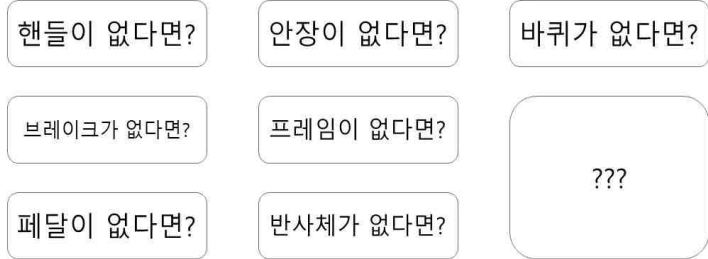 핸들이 없다면?
안장이 없다면?
바퀴가 없다면?
브레이크가 없다면?
프레임이 없다면?
???
페달이 없다면?
반사체가 없다면?